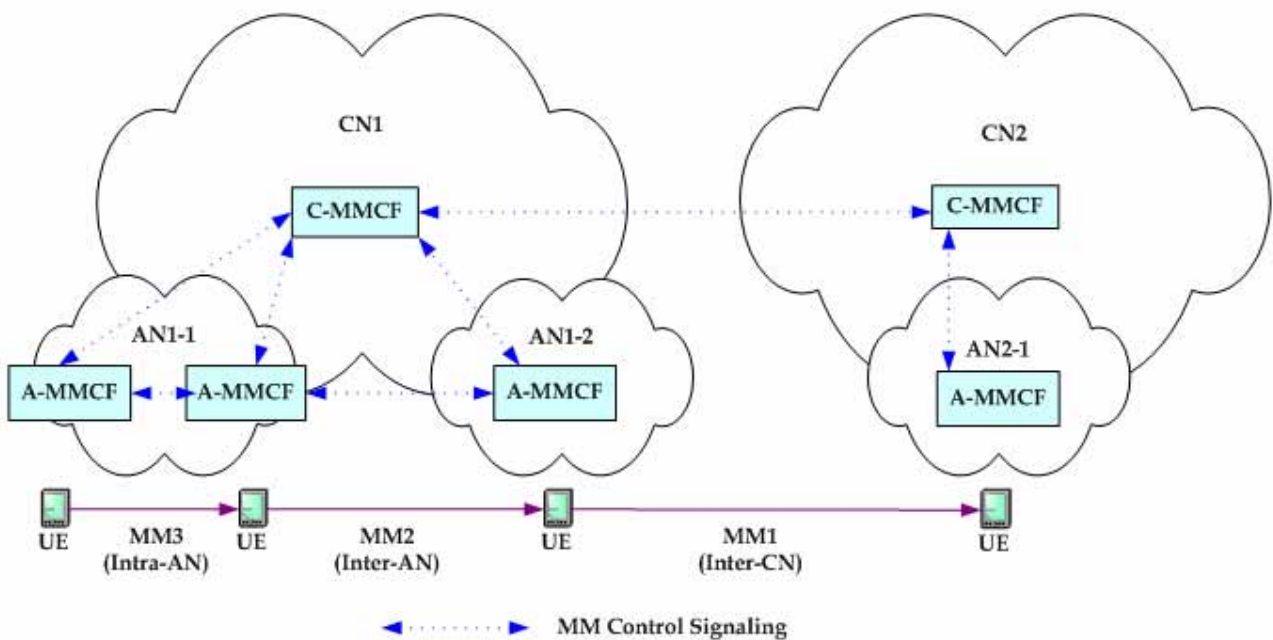 CN1
CN2
C-MMCF
C-MMCF
AN1-1
AN1-2
AN2-1
A-MMCF
A-MMCF
A-MMCF
A-MMCF
UE
MM3
(Intra-AN)
UE
MM2
(Inter-AN)
UE
MM1
(Inter-CN)
UE
MM Control Signaling